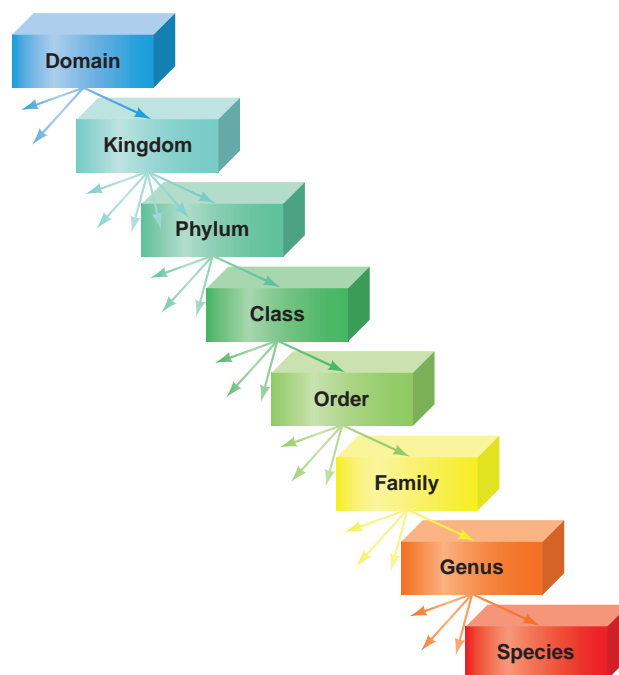 Domain
Kingdom
Phylum
Class
Order
Family
Genus
Species